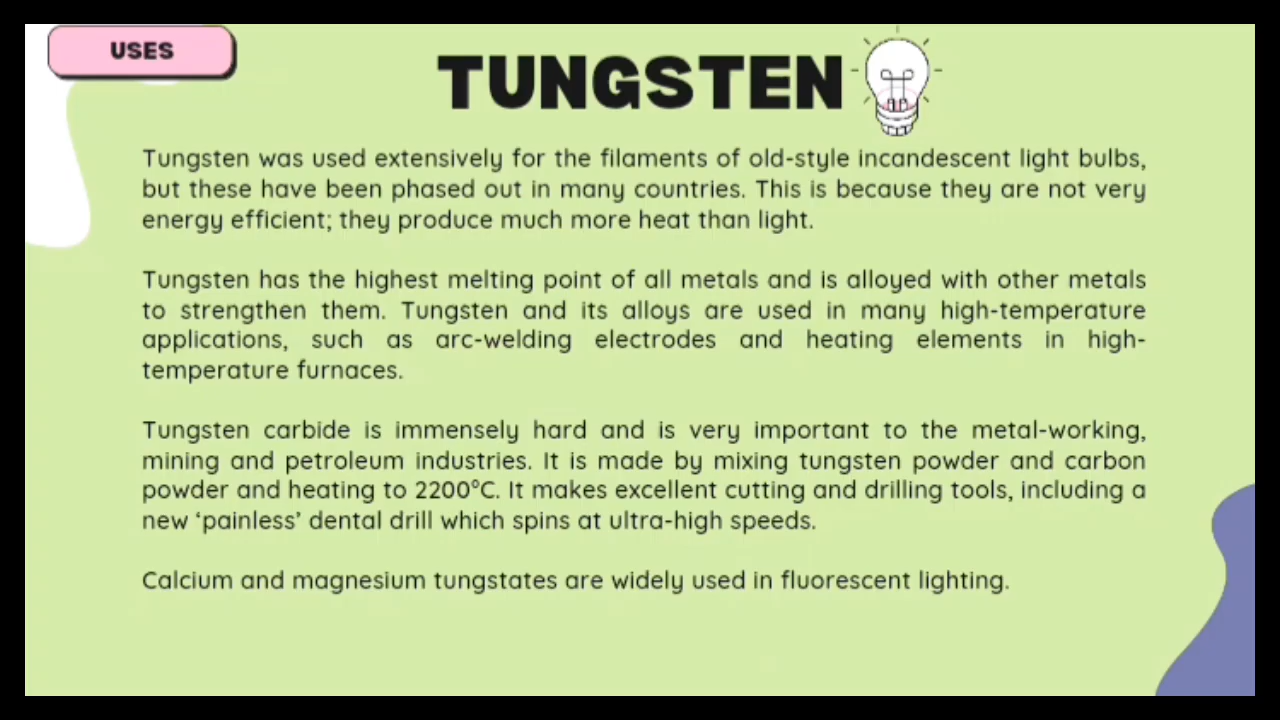 USES
TUNGSTEN
Tungsten was used extensively for the filaments of old-style incandescent light bulbs,
but these have been phased out in many countries. This is because they are not very
energy efficient; they produce much more heat than light.
Tungsten has the highest melting point of all metals and is alloyed with other metals
to strengthen them. Tungsten and its alloys are used in many high-temperature
applications, such as arc-welding electrodes and heating elements in high-
temperature furnaces.
Tungsten carbide is immensely hard and is very important to the metal-working,
mining and petroleum industries. It is made by mixing tungsten powder and carbon
powder and heating to 2200°C. It makes excellent cutting and drilling tools, including a
new ‘painless’ dental drill which spins at ultra-high speeds.
Calcium and magnesium tungstates are widely used in fluorescent lighting.